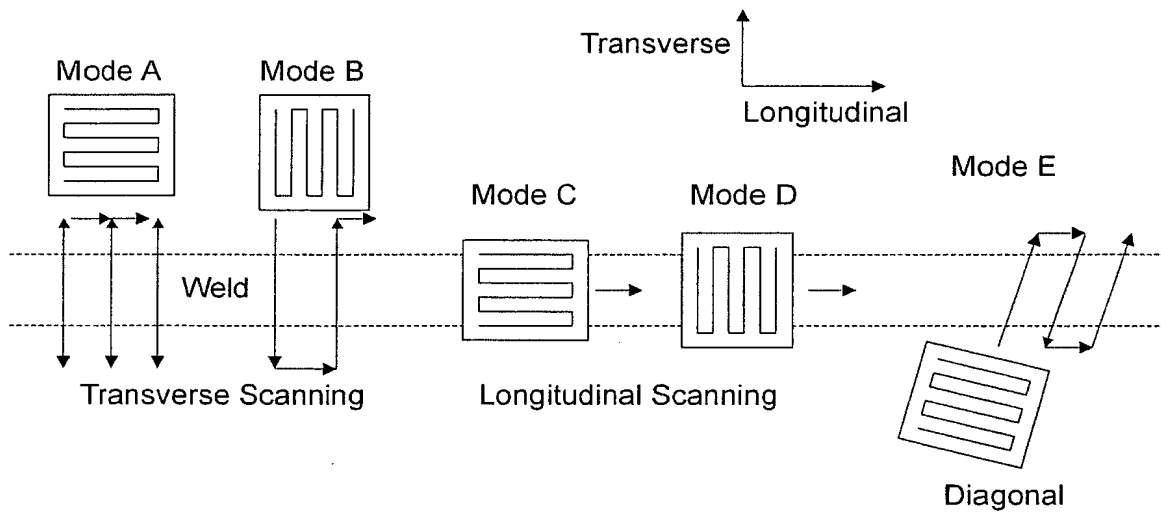 Transverse
Longitudinal
Mode A
Mode B
Mode C
Mode D
Mode E
Weld
Transverse Scanning
Longitudinal Scanning
Diagonal